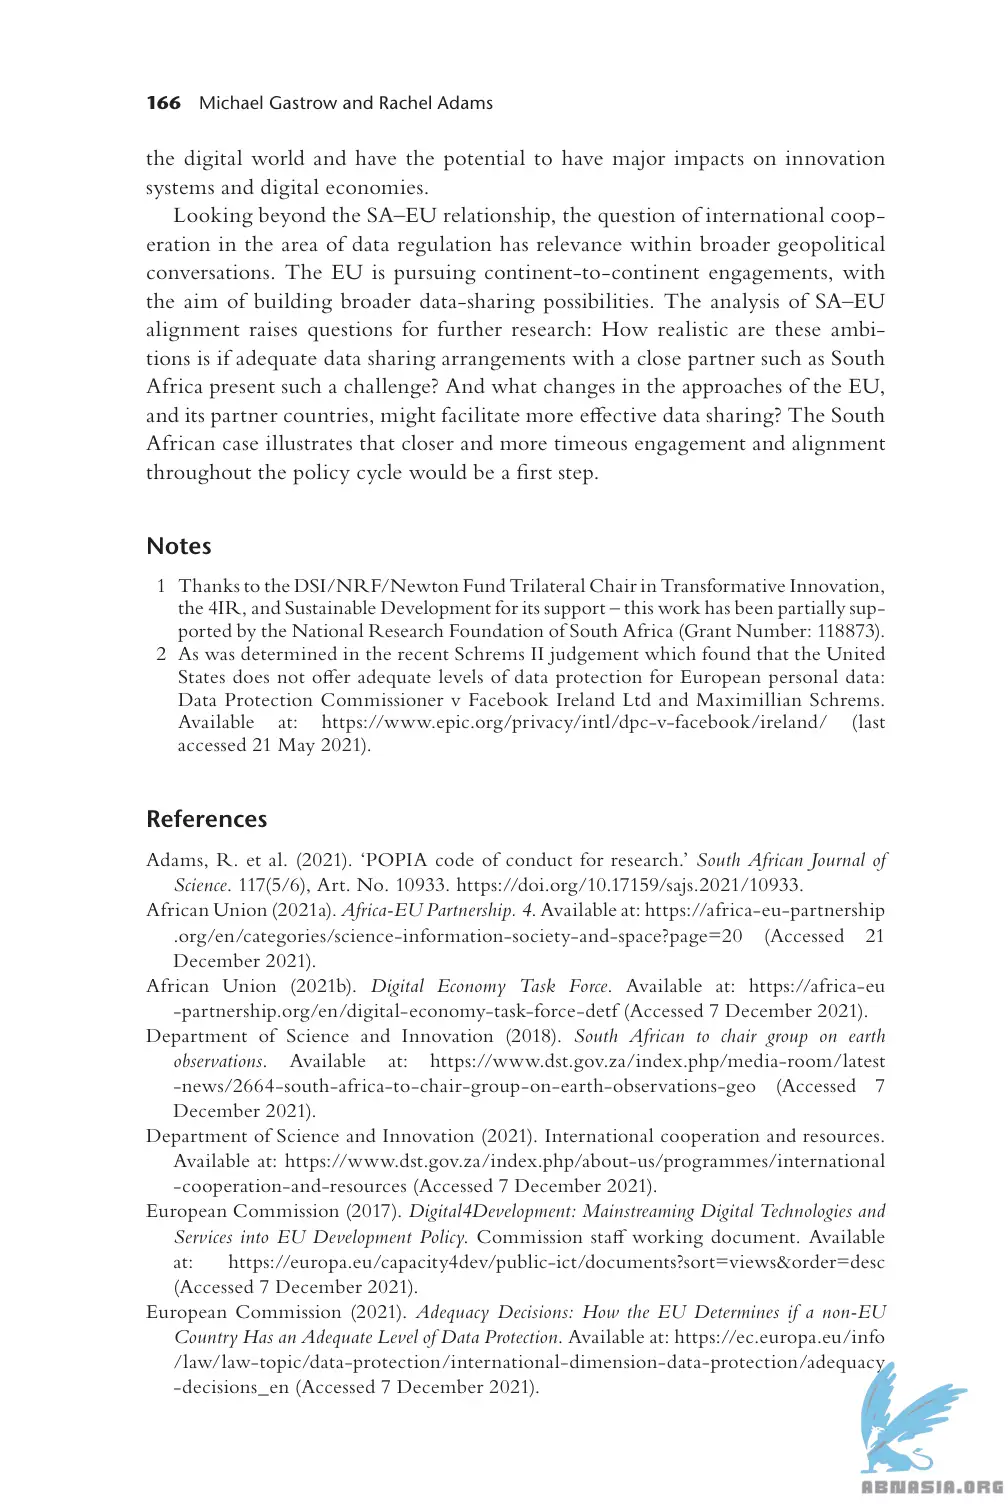 166 Michael Gastrow and Rachel Adams
the digital world and have the potential to have major impacts on innovation
systems and digital economies.
Looking beyond the SA–EU relationship, the question of international coop-
eration in the area of data regulation has relevance within broader geopolitical
conversations. The EU is pursuing continent-to-continent engagements, with
the aim of building broader data-sharing possibilities. The analysis of SA–EU
alignment raises questions for further research: How realistic are these ambi-
tions is if adequate data sharing arrangements with a close partner such as South
Africa present such a challenge? And what changes in the approaches of the EU,
and its partner countries, might facilitate more effective data sharing? The South
African case illustrates that closer and more timeous engagement and alignment
throughout the policy cycle would be a first step.
Notes
1 Thanks to the DSI/NRF/Newton Fund Trilateral Chair in Transformative Innovation,
the 4IR, and Sustainable Development for its support – this work has been partially sup-
ported by the National Research Foundation of South Africa (Grant Number: 118873).
2 As was determined in the recent Schrems II judgement which found that the United
States does not offer adequate levels of data protection for European personal data:
Data Protection Commissioner v Facebook Ireland Ltd and Maximillian Schrems.
Available at: https://www.epic.org/privacy/intl/dpc-v-facebook/ireland/ (last
accessed 21 May 2021).
References
Adams, R. et al. (2021). ‘POPIA code of conduct for research.’ South African Journal of
Science. 117(5/6), Art. No. 10933. https://doi.org/10.17159/sajs.2021/10933.
African Union (2021a). Africa-EU Partnership. 4. Available at: https://africa-eu-partnership
.org/en/categories/science-information-society-and-space?page=20 (Accessed 21
December 2021).
African Union (2021b). Digital Economy Task Force. Available at: https://africa-eu
-partnership.org/en/digital-economy-task-force-detf (Accessed 7 December 2021).
Department of Science and Innovation (2018). South African to chair group on earth
observations. Available at: https://www.dst.gov.za/index.php/media-room/latest
-news/2664-south-africa-to-chair-group-on-earth-observations-geo (Accessed 7
December 2021).
Department of Science and Innovation (2021). International cooperation and resources.
Available at: https://www.dst.gov.za/index.php/about-us/programmes/international
-cooperation-and-resources (Accessed 7 December 2021).
European Commission (2017). Digital4Development: Mainstreaming Digital Technologies and
Services into EU Development Policy. Commission staff working document. Available
at: https://europa.eu/capacity4dev/public-ict/documents?sort=views&order=desc
(Accessed 7 December 2021).
European Commission (2021). Adequacy Decisions: How the EU Determines if a non-EU
Country Has an Adequate Level of Data Protection. Available at: https://ec.europa.eu/info
/law/law-topic/data-protection/international-dimension-data-protection/adequacy
-decisions_en (Accessed 7 December 2021).
ABNASIA.ORG